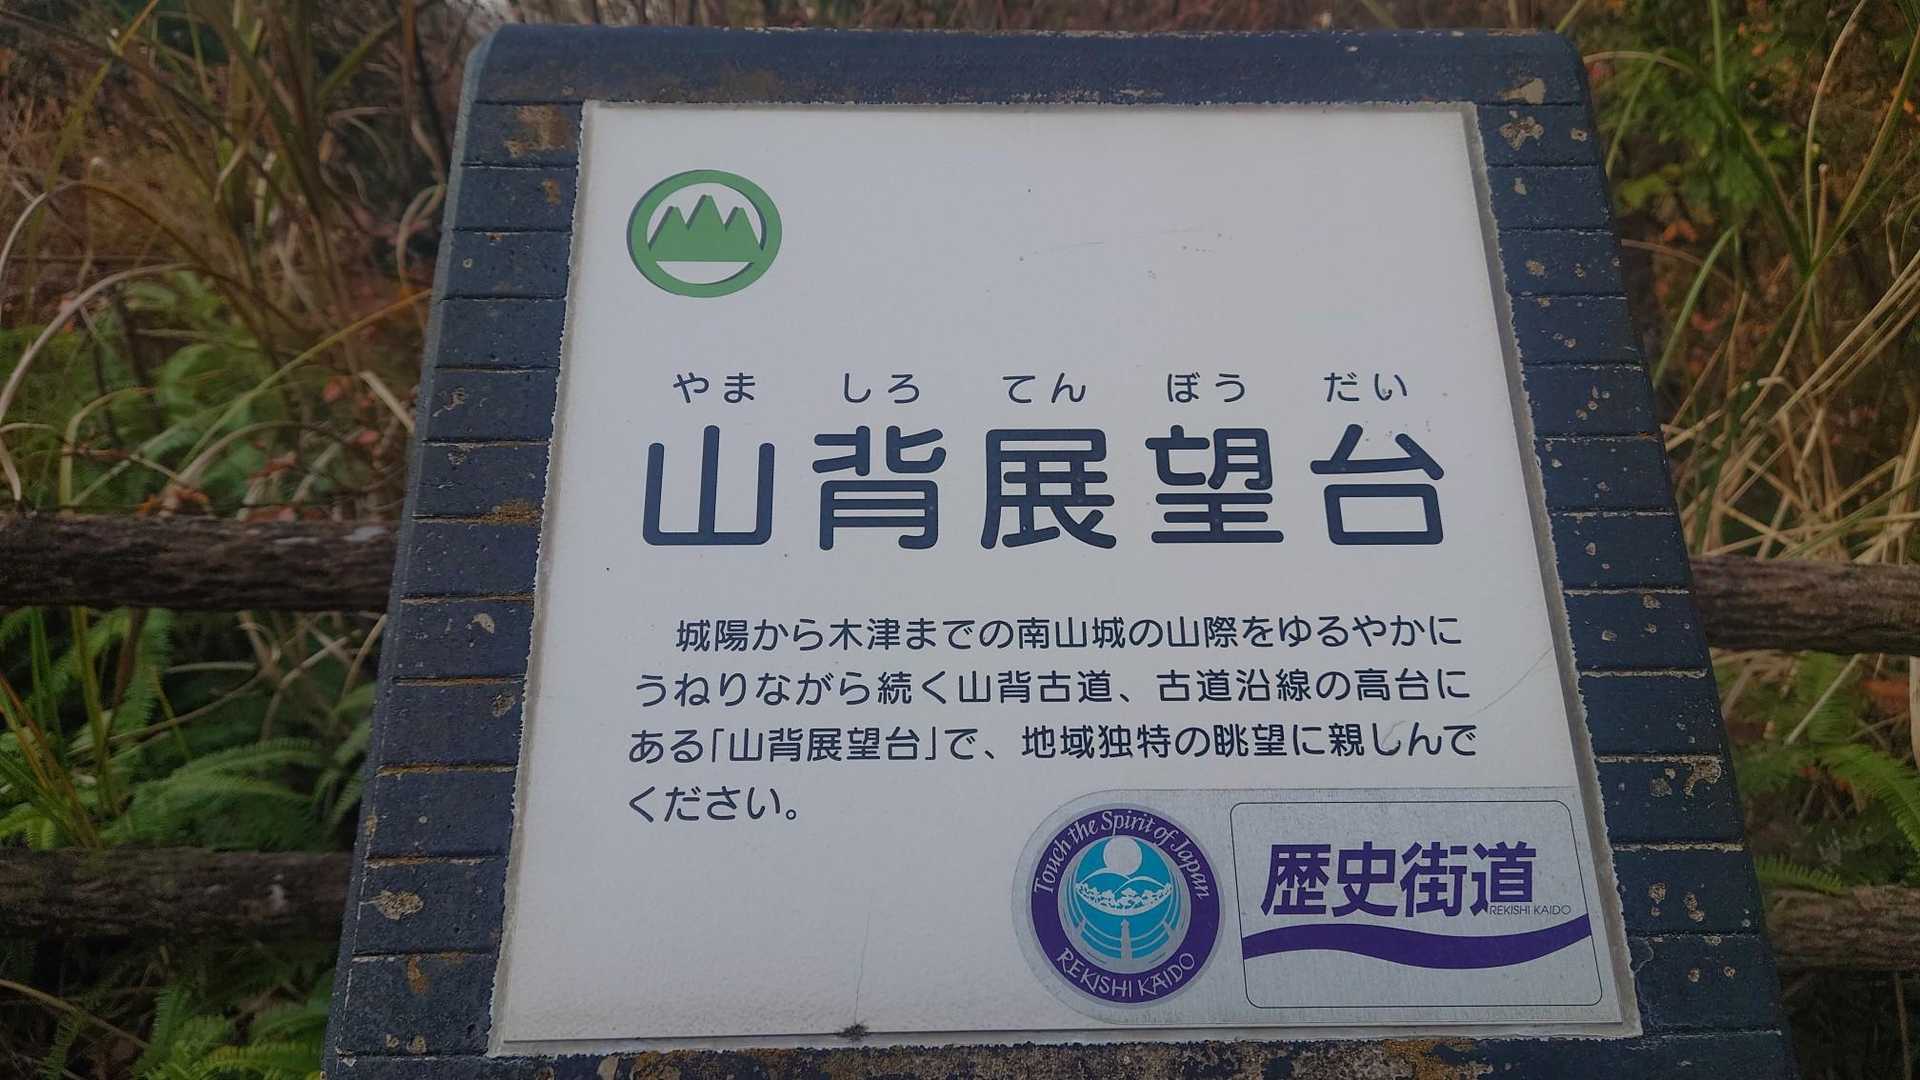 やま しろ てん ぼう だい
山背展望台
城陽から木津までの南山城の山際をゆるやかに
うねりながら続く山背古道、古道沿線の高台に
ある「山背展望台」で、地域独特の眺望に親しんで
ください。
Touch the Spirit of Japan
REKISHI KAIDO
歴史街道
REKISHI KAIDO